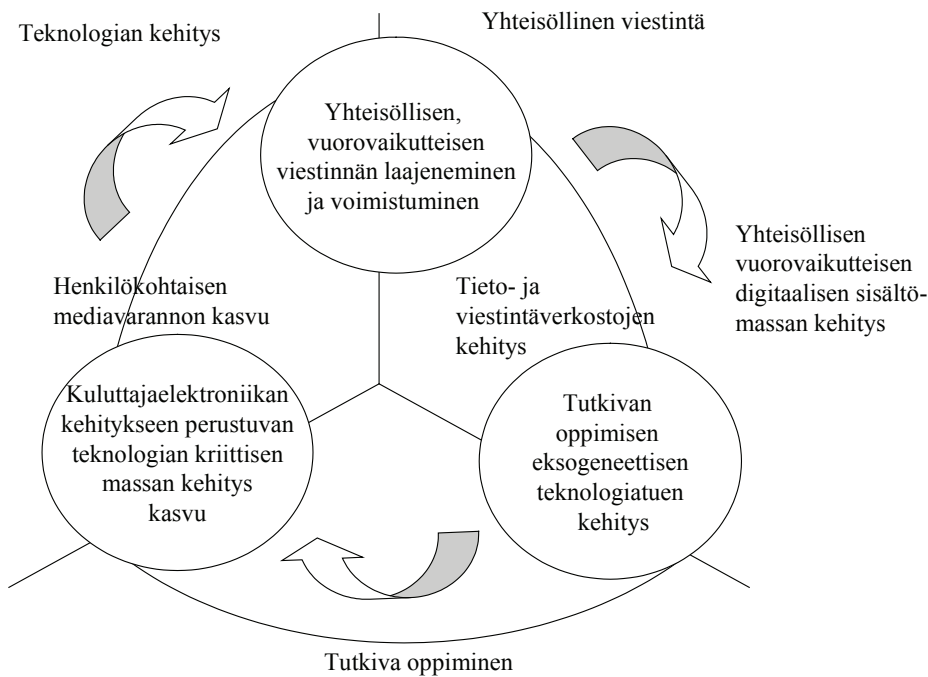 Teknologian kehitys
Yhteisöllinen viestintä
Yhteisöllisen,
vuorovaikutteisen
viestinnän laajeneminen
ja voimistuminen
Yhteisöllisen
vuorovaikutteisen
digitaalisen sisältö-
massan kehitys
Henkilökohtaisen
mediavarannon kasvu
Tieto- ja
viestintäverkostojen
kehitys
Kuluttajaelektroniikan
kehitykseen perustuvan
teknologian kriittisen
massan kehitys
kasvu
Tutkivan
oppimisen
eksogeneettisen
teknologiatuen
kehitys
Tutkiva oppiminen